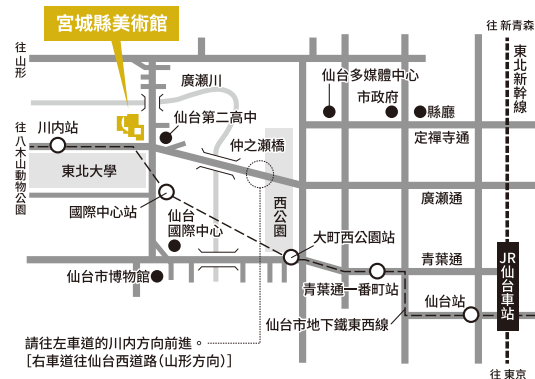 宮城縣美術館
往 新青森
往 山形
廣瀬川
仙台多媒體中心
市政府
縣廳
東北新幹線
仙台第二高中
定禪寺通
往 八木山動物公園
川内站
仲之瀬橋
東北大學
國際中心站
西公園
廣瀬通
仙台
國際中心
大町西公園站
青葉通
JR仙台車站
仙台市博物館
青葉通一番町站
仙台站
仙台市地下鐵東西線
請往左車道的川内方向前進。
[右車道往仙台西道路(山形方向)]
往 東京